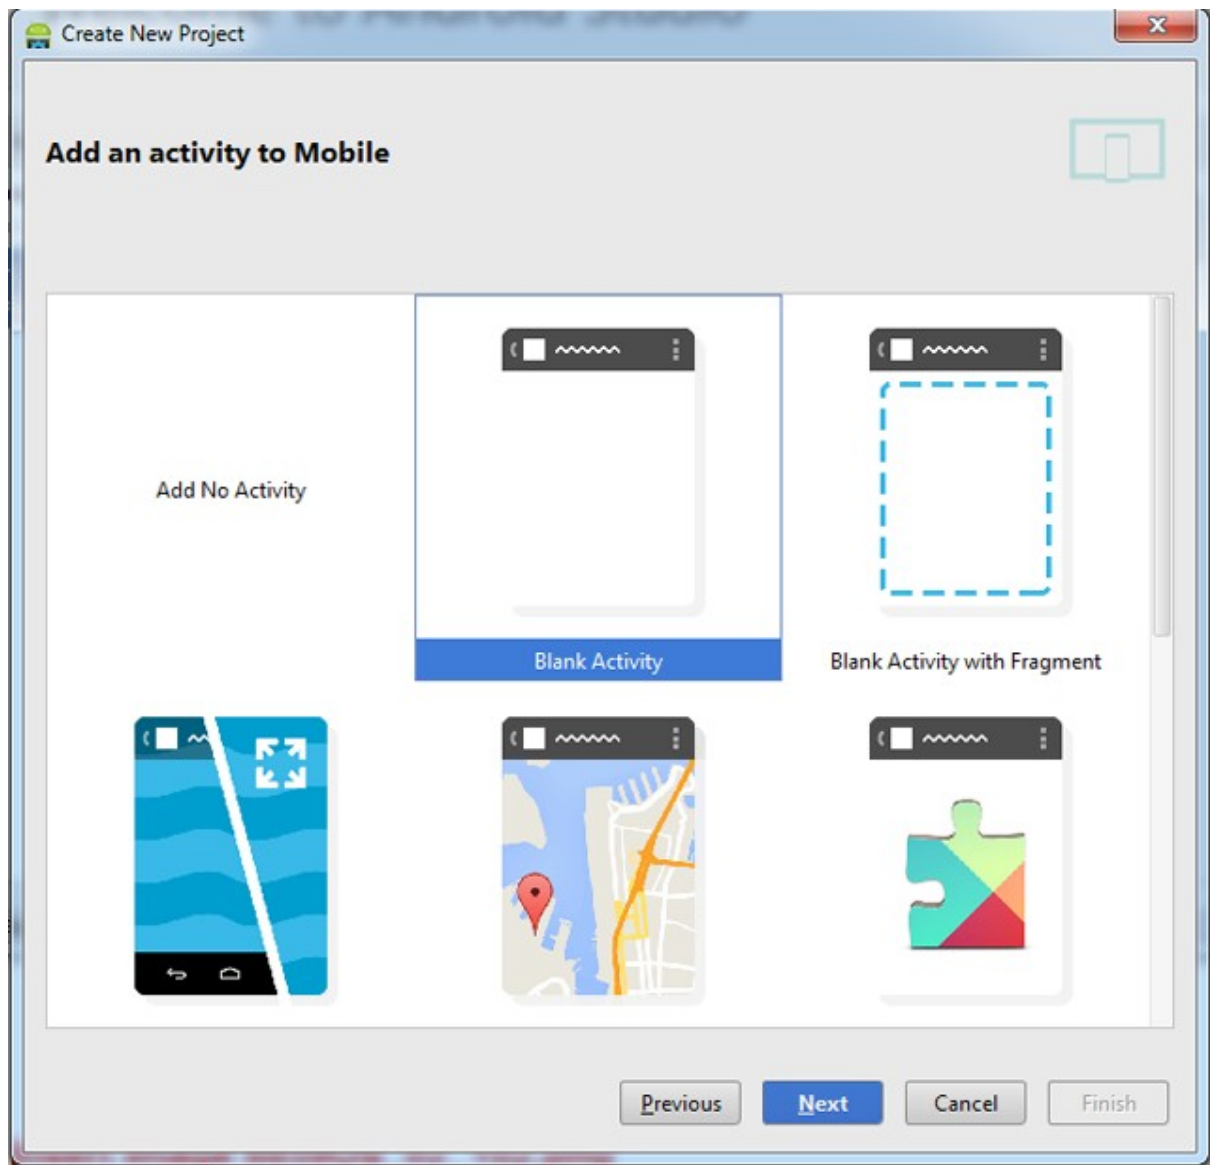 Create New Project
Add an activity to Mobile
Add No Activity
Blank Activity
Blank Activity with Fragment
Previous
Next
Cancel
Finish